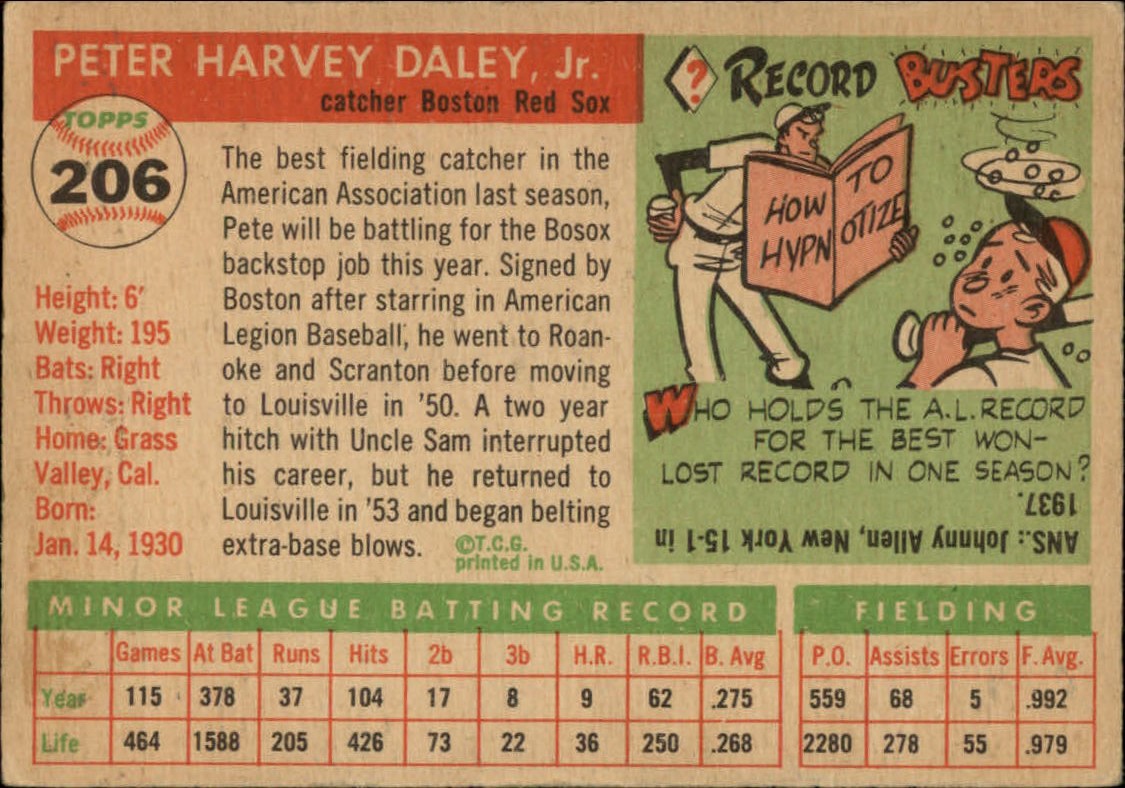 PETER HARVEY DALEY, Jr.
catcher Boston Red Sox
TOPPS
206
Height: 6'
Weight: 195
Bats: Right
Throws: Right
Home: Grass
Valley, Cal.
Born:
Jan. 14, 1930
The best fielding catcher in the
American Association last season,
Pete will be battling for the Bosox
backstop job this year. Signed by
Boston after starring in American
Legion Baseball, he went to Roan-
oke and Scranton before moving
to Louisville in '50. A two year
hitch with Uncle Sam interrupted
his career, but he returned to
Louisville in '53 and began belting
extra-base blows.
©T.C.G.
printed in U.S.A.
? RECORD BUSTERS
HOW TO
HYPNOTIZE
WHO HOLDS THE A.L. RECORD
FOR THE BEST WON-
LOST RECORD IN ONE SEASON?
ANS.: Johnny Allen, New York 15-1 in
1937.
MINOR LEAGUE BATTING RECORD FIELDING
Games At Bat Runs Hits 2b 3b H.R. R.B.I. B. Avg P.O. Assists Errors F. Avg.
Year 115 378 37 104 17 8 9 62 .275 559 68 5 .992
Life 464 1588 205 426 73 22 36 250 .268 2280 278 55 .979